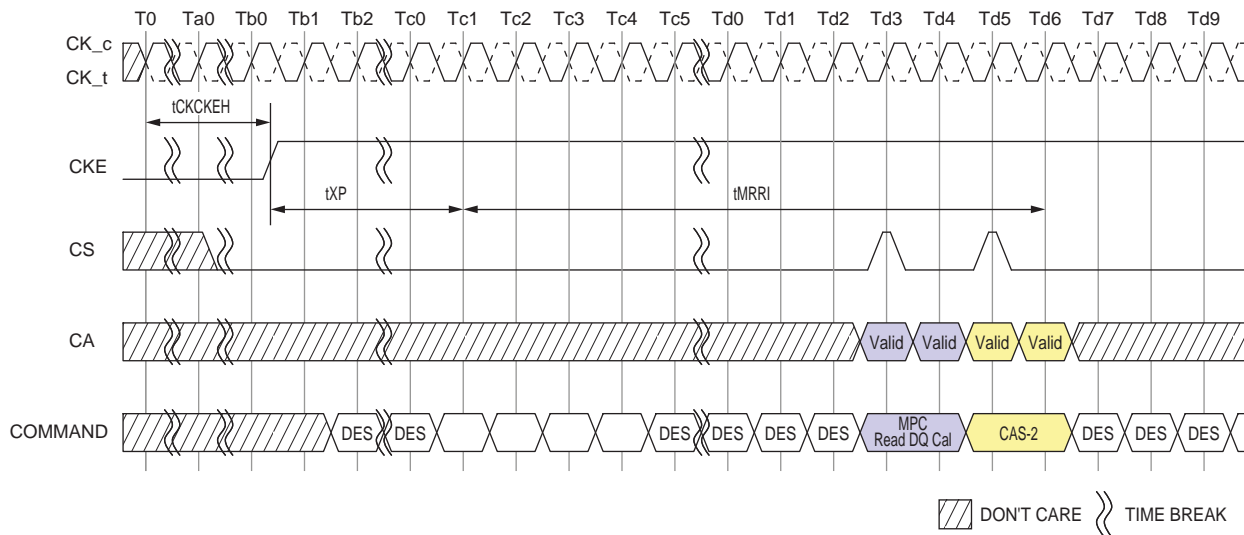 T0 Ta0 Tb0 Tb1 Tb2 Tc0 Tc1 Tc2 Tc3 Tc4 Tc5 Td0 Td1 Td2 Td3 Td4 Td5 Td6 Td7 Td8 Td9
CK_c
CK_t
tCKCKEH
CKE
tXP
tMRRI
CS
CA
Valid Valid Valid Valid
COMMAND
DES DES DES DES DES DES MPC Read DQ Cal CAS-2 DES DES DES
DON'T CARE
TIME BREAK